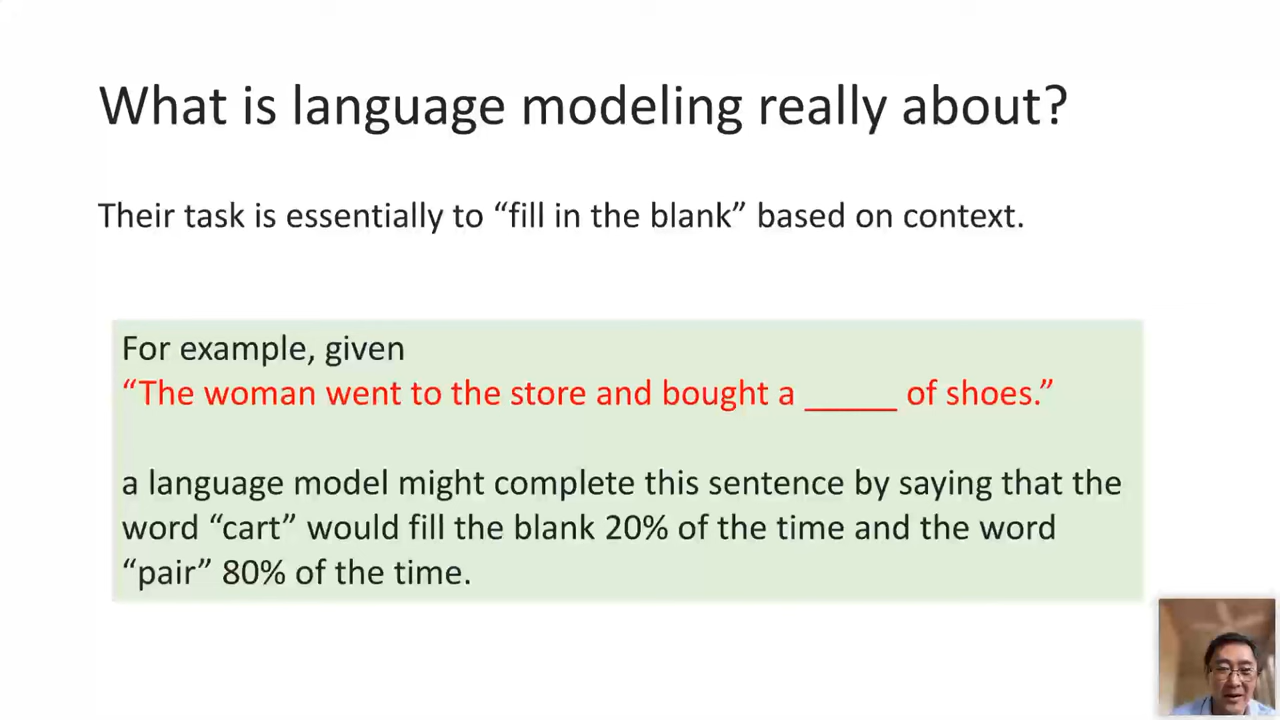 What is language modeling really about?
Their task is essentially to “fill in the blank” based on context.
For example, given
“The woman went to the store and bought a _____ of shoes.”
a language model might complete this sentence by saying that the
word “cart” would fill the blank 20% of the time and the word
“pair” 80% of the time.